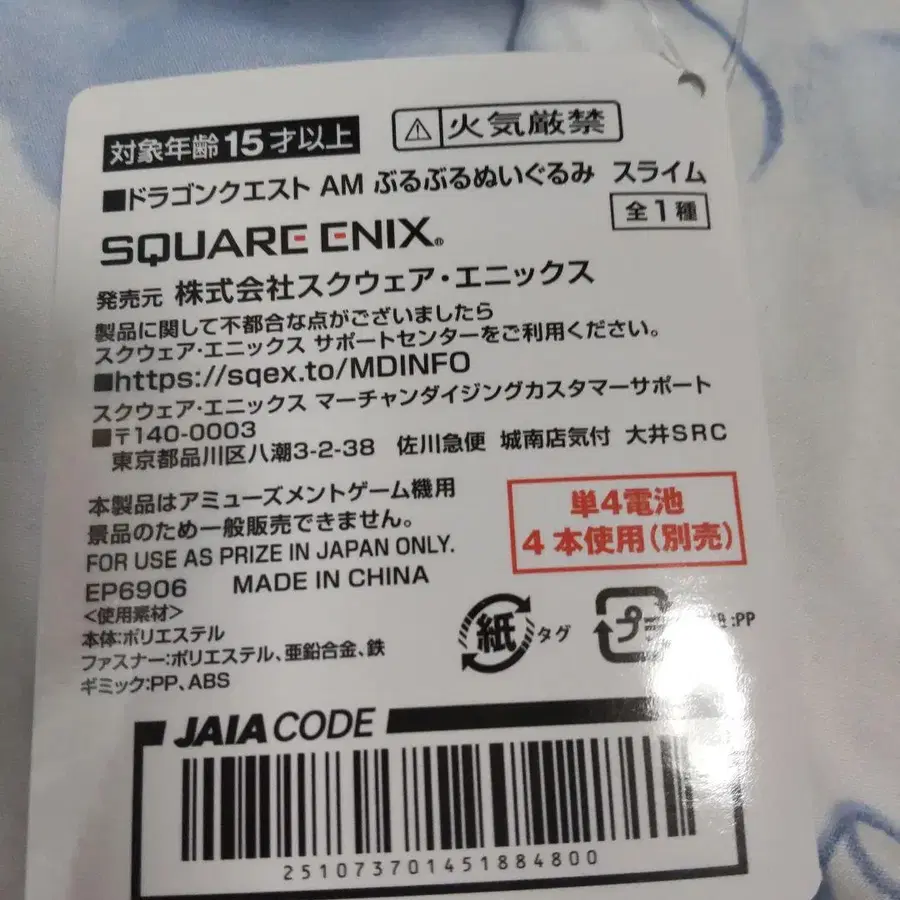 対象年齢15才以上
⚠火気厳禁
■ドラゴンクエスト AM ぶるぶるぬいぐるみ スライム
全1種
SQUARE ENIX®
発売元 株式会社スクウェア・エニックス
製品に関して不都合な点がございましたら
スクウェア・エニックス サポートセンターをご利用ください。
■https://sqex.to/MDINFO
スクウェア・エニックス マーチャンダイジングカスタマーサポート
■〒140-0003
東京都品川区八潮3-2-38 佐川急便 城南店気付 大井SRC
本製品はアミューズメントゲーム機用
景品のため一般販売できません。
FOR USE AS PRIZE IN JAPAN ONLY.
EP6906 MADE IN CHINA
単4電池
4本使用(別売)
<使用素材>
本体:ポリエステル
ファスナー:ポリエステル、亜鉛合金、鉄
ギミック:PP、ABS
紙 タグ
プラ :PP
JAIA CODE
2510737014518848​00